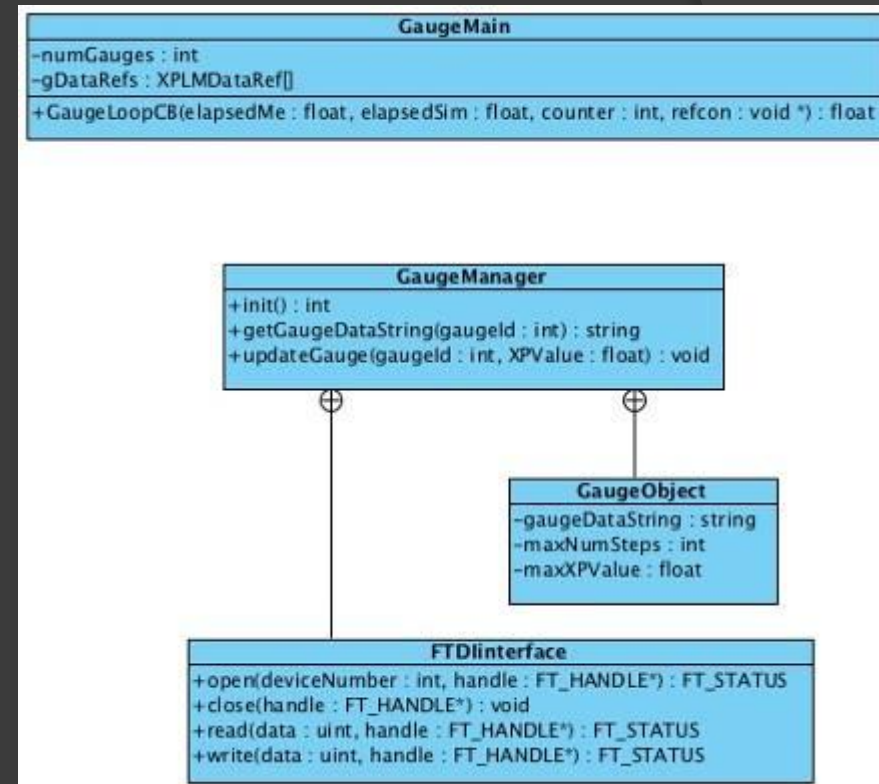 GaugeMain
-numGauges : int
-gDataRefs : XPLMDataRef[]
+GaugeLoopCB(elapsedMe : float, elapsedSim : float, counter : int, refcon : void *) : float
GaugeManager
+init() : int
+getGaugeDataString(gaugeId : int) : string
+updateGauge(gaugeId : int, XPValue : float) : void
GaugeObject
-gaugeDataString : string
-maxNumSteps : int
-maxXPValue : float
FTDIinterface
+open(deviceNumber : int, handle : FT_HANDLE*) : FT_STATUS
+close(handle : FT_HANDLE*) : void
+read(data : uint, handle : FT_HANDLE*) : FT_STATUS
+write(data : uint, handle : FT_HANDLE*) : FT_STATUS